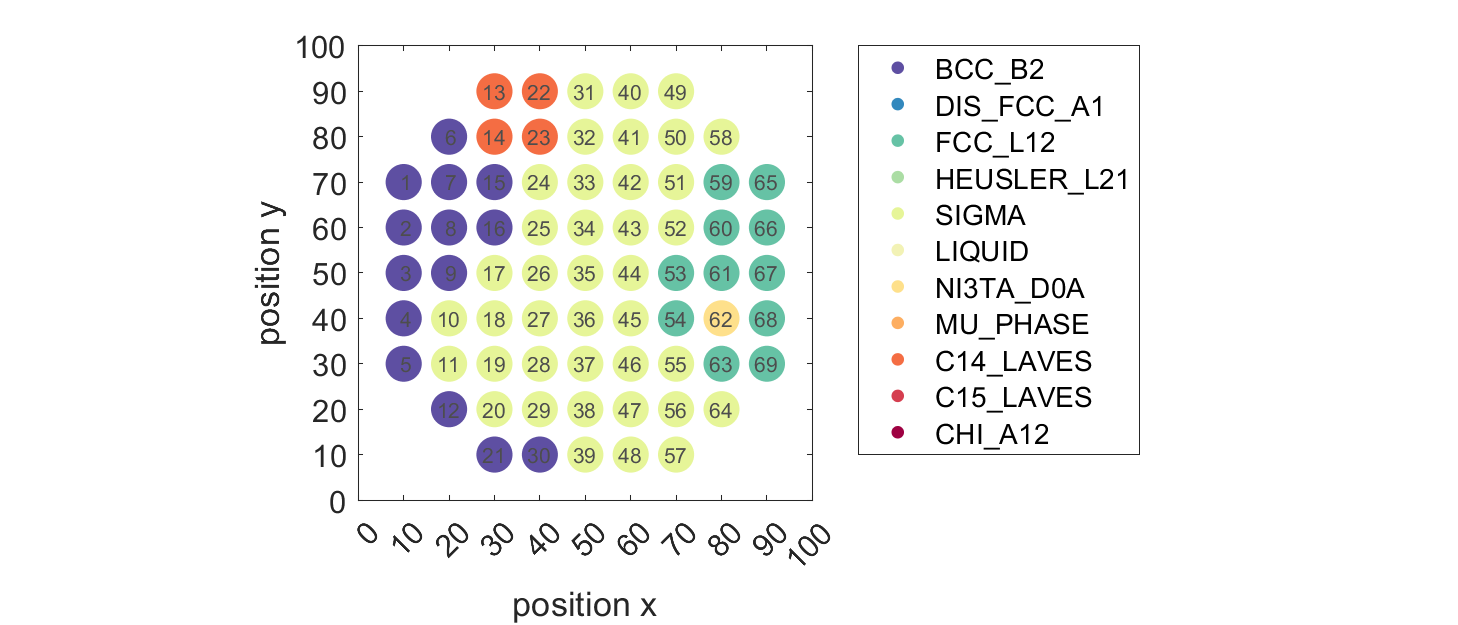 100
90 13 22 31 40 49
80 6 14 23 32 41 50 58
70 1 7 15 24 33 42 51 59 65
60 2 8 16 25 34 43 52 60 66
50 3 9 17 26 35 44 53 61 67
40 4 10 18 27 36 45 54 62 68
30 5 11 19 28 37 46 55 63 69
20 12 20 29 38 47 56 64
10 21 30 39 48 57
0
position y
0 10 20 30 40 50 60 70 80 90 100
position x
BCC_B2
DIS_FCC_A1
FCC_L12
HEUSLER_L21
SIGMA
LIQUID
NI3TA_D0A
MU_PHASE
C14_LAVES
C15_LAVES
CHI_A12